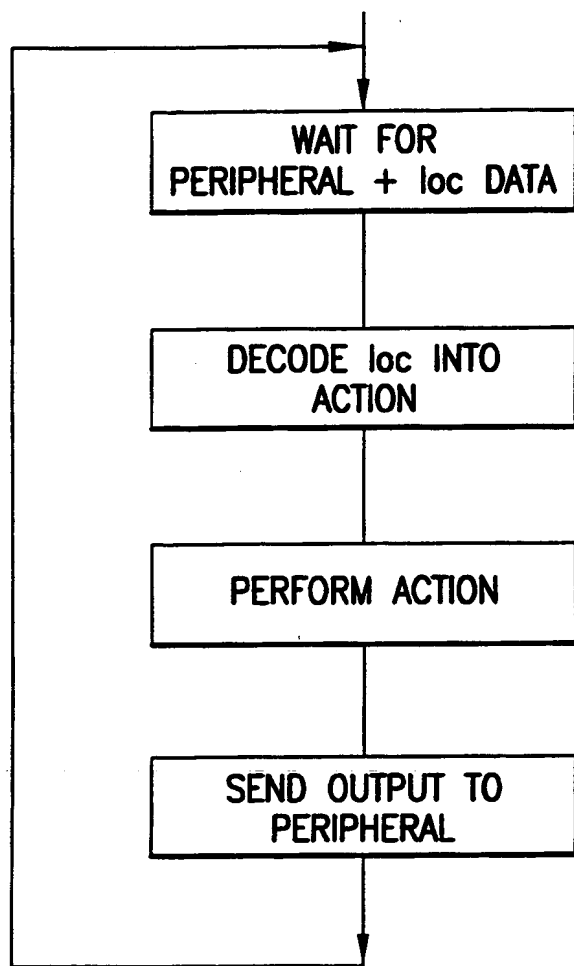 WAIT FOR
PERIPHERAL + loc DATA
DECODE loc INTO
ACTION
PERFORM ACTION
SEND OUTPUT TO
PERIPHERAL